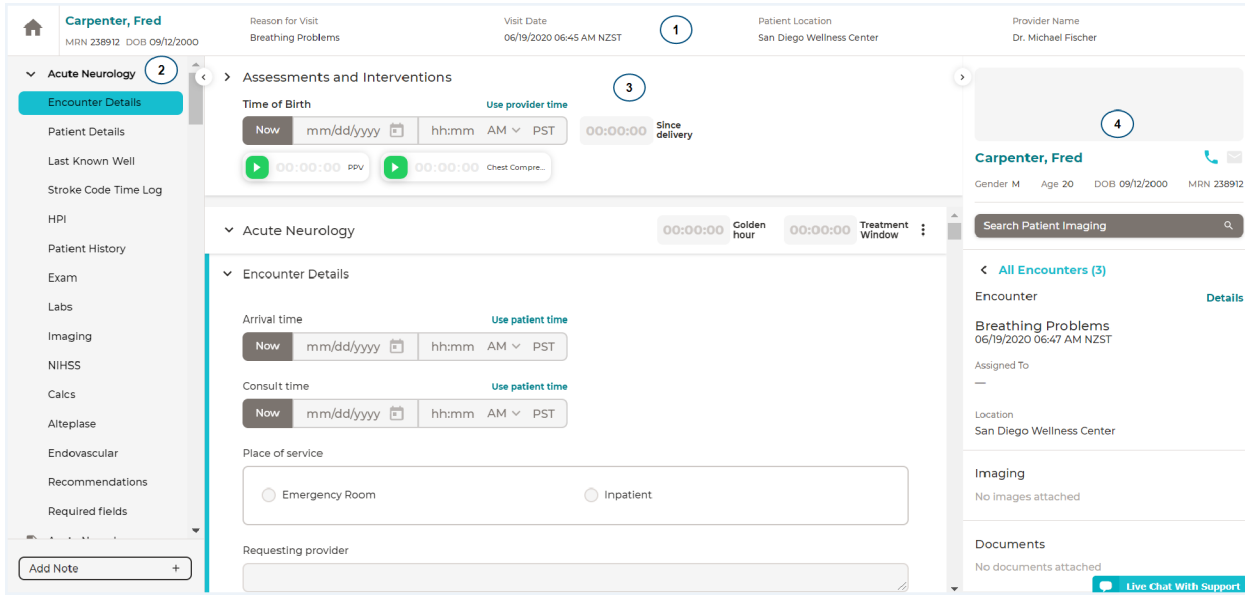 Carpenter, Fred
MRN 238912 DOB 09/12/2000
Reason for Visit
Breathing Problems
Visit Date
06/19/2020 06:45 AM NZST
1
Patient Location
San Diego Wellness Center
Provider Name
Dr. Michael Fischer
Acute Neurology
2
Encounter Details
Patient Details
Last Known Well
Stroke Code Time Log
HPI
Patient History
Exam
Labs
Imaging
NIHSS
Calcs
Alteplase
Endovascular
Recommendations
Required fields
Add Note +
Assessments and Interventions
3
Time of Birth Use provider time
Now mm/dd/yyyy hh:mm AM PST 00:00:00 Since
delivery
00:00:00 PPV 00:00:00 Chest Compre...
Acute Neurology 00:00:00 Golden
hour 00:00:00 Treatment
Window
Encounter Details
Arrival time Use patient time
Now mm/dd/yyyy hh:mm AM PST
Consult time Use patient time
Now mm/dd/yyyy hh:mm AM PST
Place of service
Emergency Room Inpatient
Requesting provider
4
Carpenter, Fred
Gender M Age 20 DOB 09/12/2000 MRN 238912
Search Patient Imaging
All Encounters (3)
Encounter Details
Breathing Problems
06/19/2020 06:47 AM NZST
Assigned To
—
Location
San Diego Wellness Center
Imaging
No images attached
Documents
No documents attached
Live Chat With Support